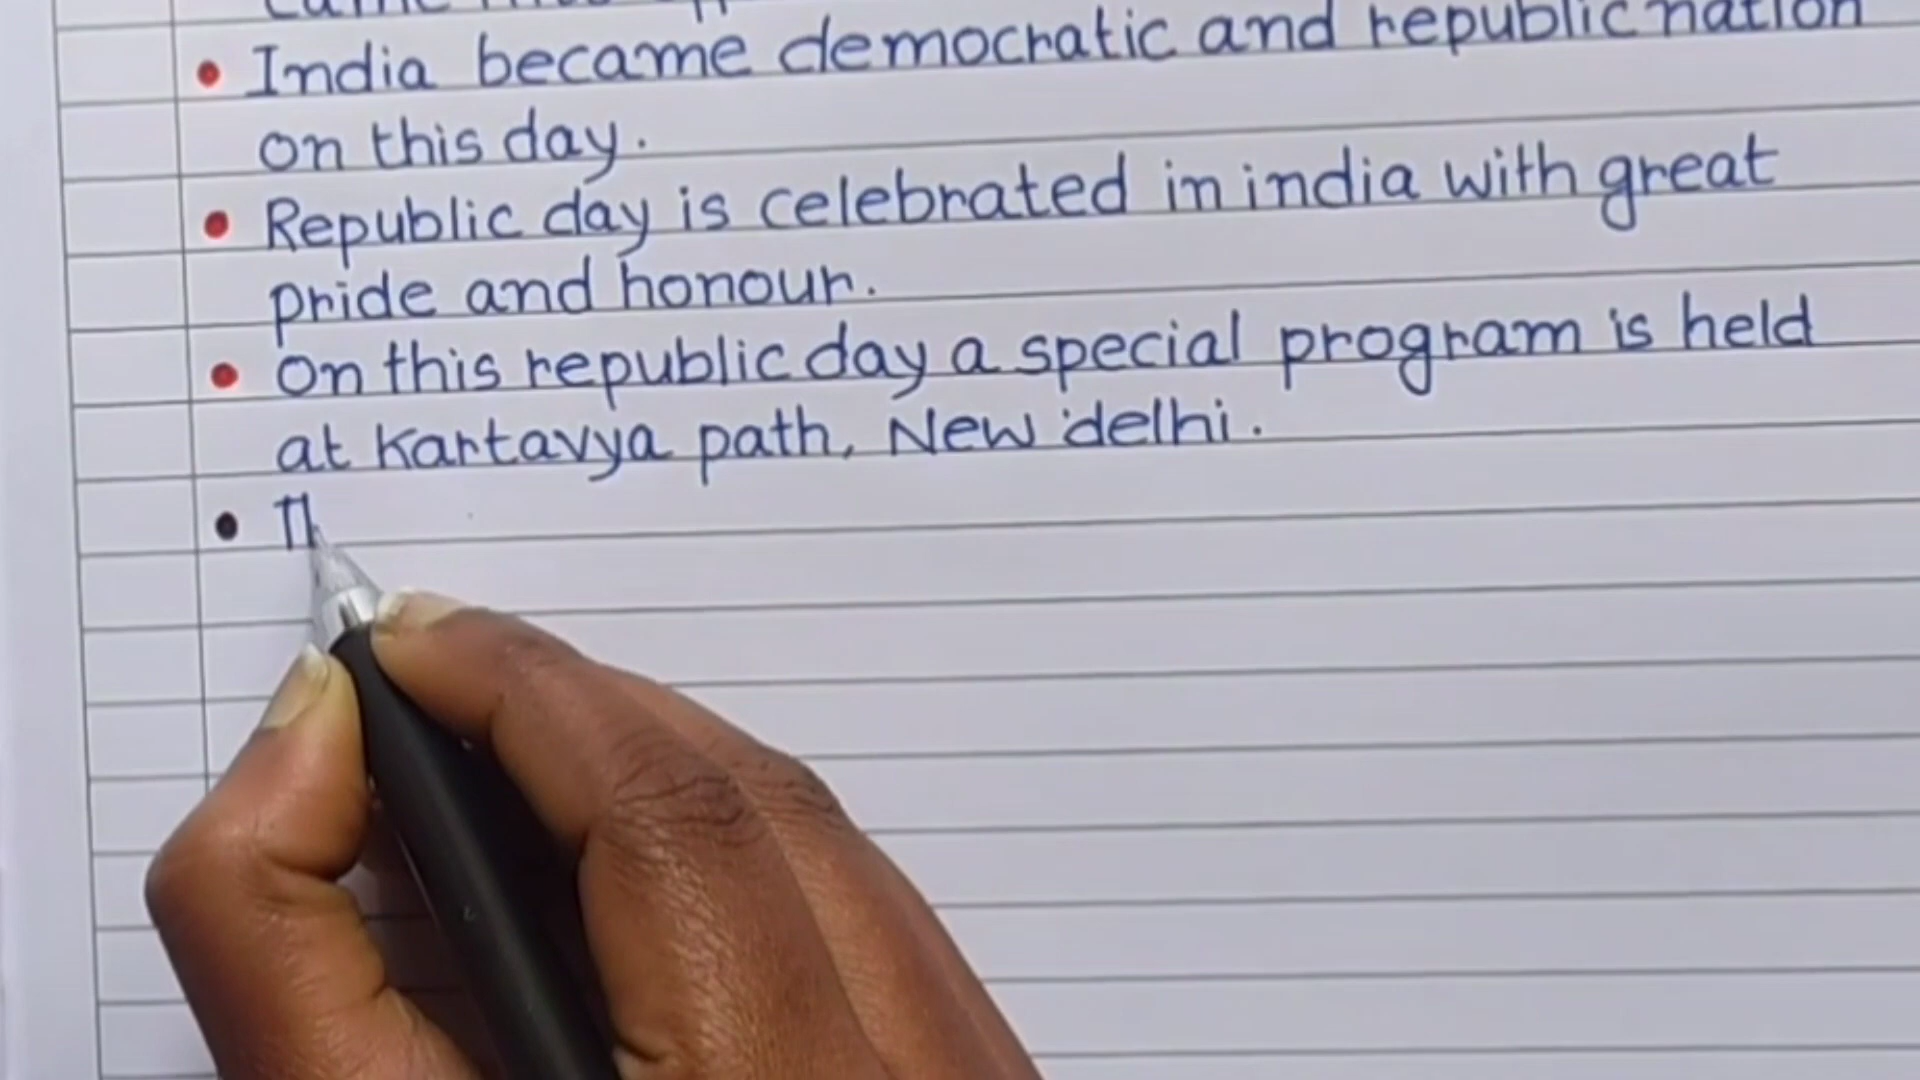 • India became democratic and republic nation
on this day.
• Republic day is celebrated in india with great
pride and honour.
• On this republic day a special program is held
at Kartavya path, New delhi.
• Th